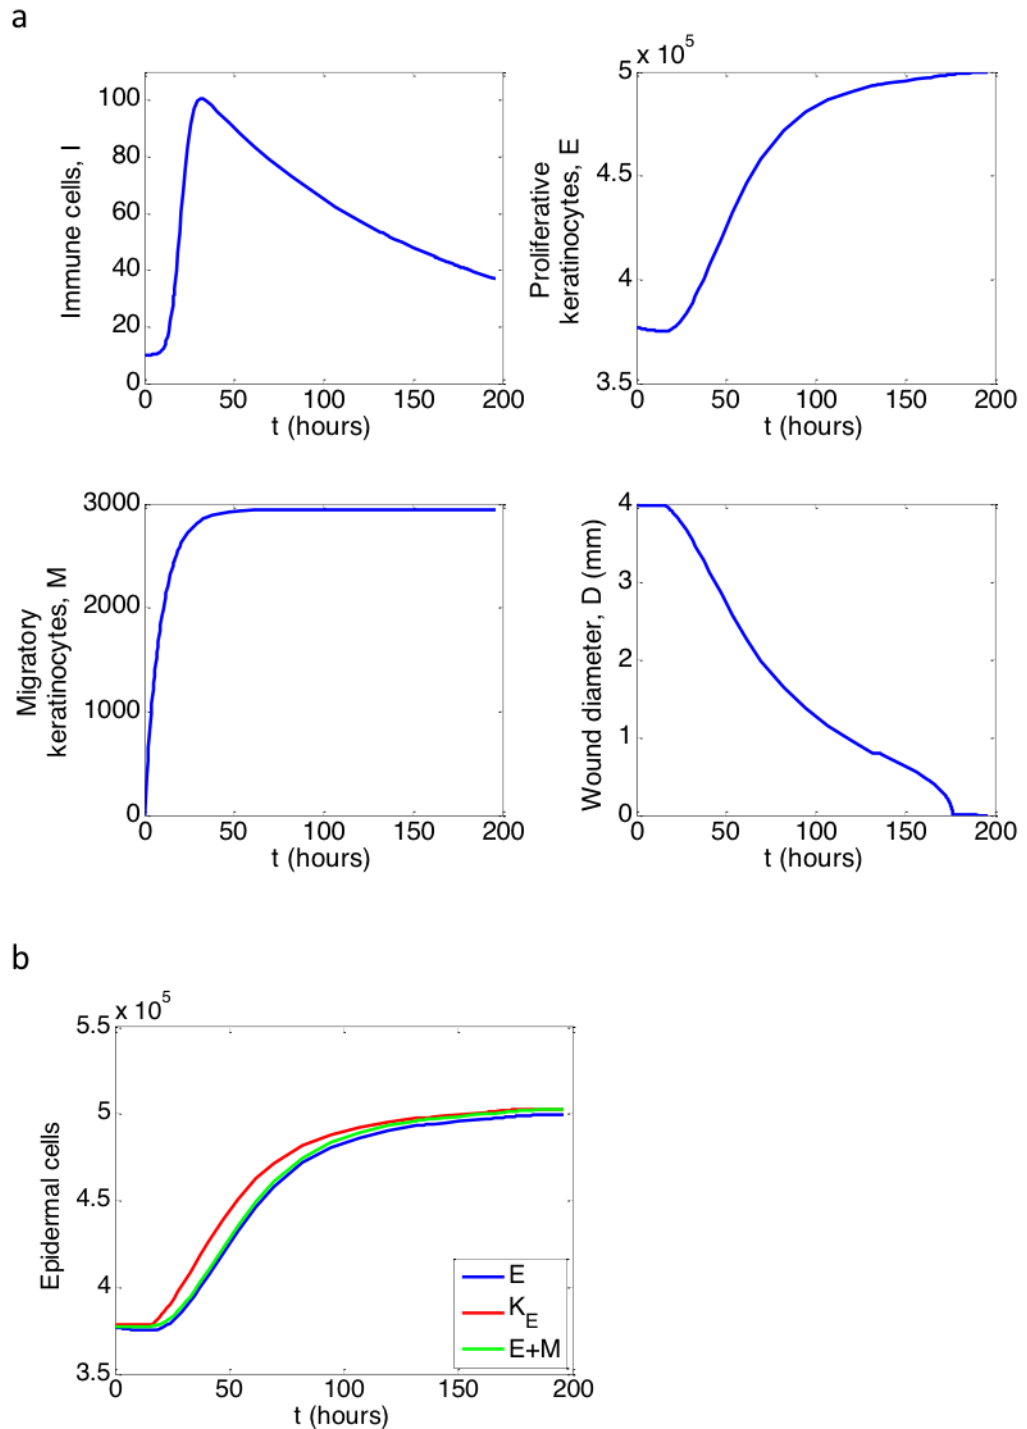 a
100
80
60
40
20
0
Immune cells, I
0 50 100 150 200
t (hours)
x 10^5
5
4.5
4
3.5
Proliferative
keratinocytes, E
0 50 100 150 200
t (hours)
3000
2000
1000
0
Migratory
keratinocytes, M
0 50 100 150 200
t (hours)
4
3
2
1
0
Wound diameter, D (mm)
0 50 100 150 200
t (hours)
b
x 10^5
5.5
5
4.5
4
3.5
Epidermal cells
E
K_E
E+M
0 50 100 150 200
t (hours)